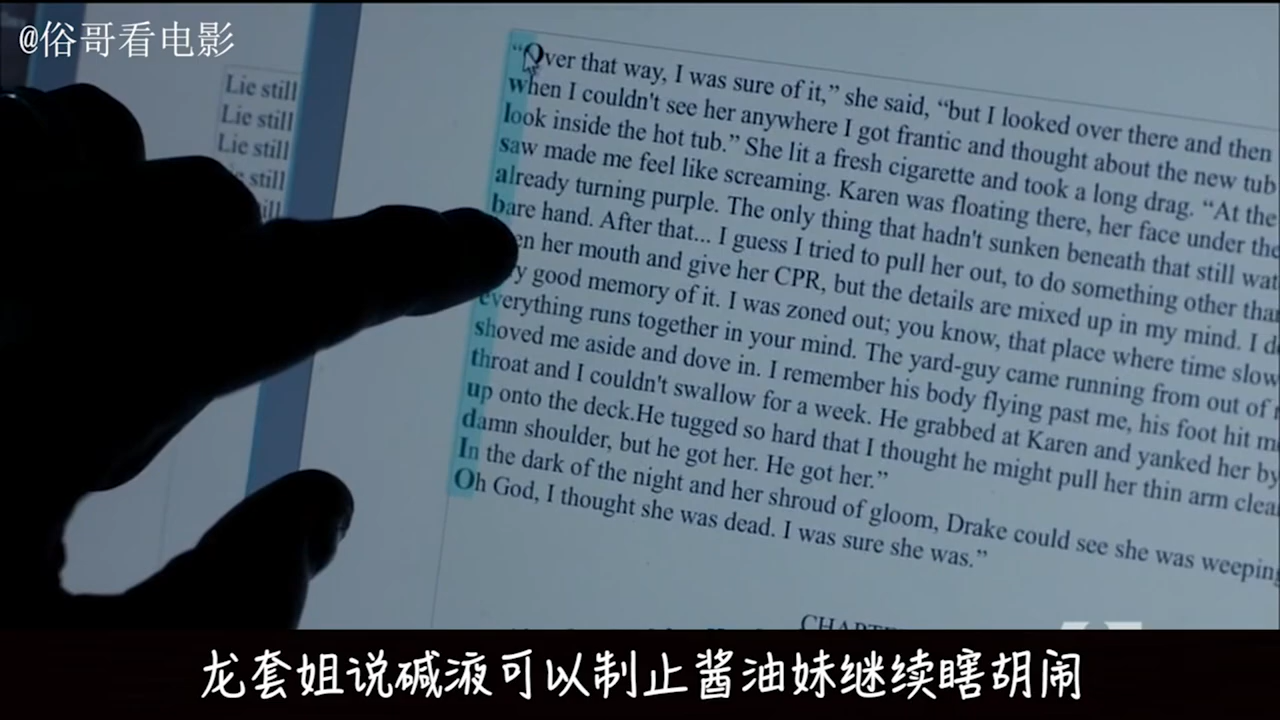 @俗哥看电影
Lie still
Lie still
Lie still
still
“Over that way, I was sure of it,” she said, “but I looked over there and then
when I couldn't see her anywhere I got frantic and thought about the new tub
look inside the hot tub.” She lit a fresh cigarette and took a long drag. “At the
saw made me feel like screaming. Karen was floating there, her face under the
already turning purple. The only thing that hadn't sunken beneath that still wat
bare hand. After that... I guess I tried to pull her out, to do something other than
en her mouth and give her CPR, but the details are mixed up in my mind. I d
ry good memory of it. I was zoned out; you know, that place where time slow
everything runs together in your mind. The yard-guy came running from out of
shoved me aside and dove in. I remember his body flying past me, his foot hit m
throat and I couldn't swallow for a week. He grabbed at Karen and yanked her by
up onto the deck.He tugged so hard that I thought he might pull her thin arm clea
damn shoulder, but he got her. He got her.”
In the dark of the night and her shroud of gloom, Drake could see she was weeping
Oh God, I thought she was dead. I was sure she was.”
龙套姐说碱液可以制止酱油妹继续瞎胡闹